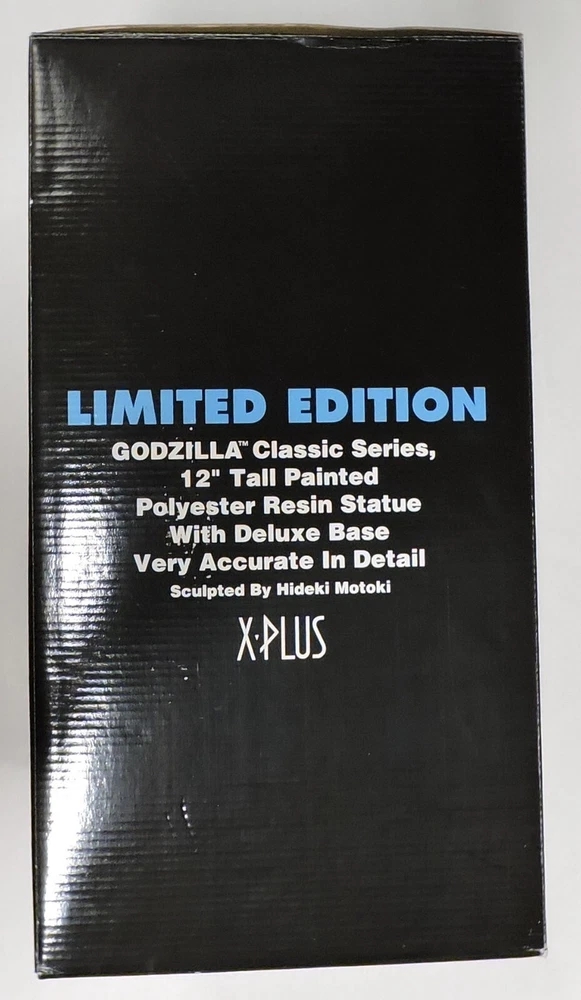 LIMITED EDITION
GODZILLA™ Classic Series,
12" Tall Painted
Polyester Resin Statue
With Deluxe Base
Very Accurate In Detail
Sculpted By Hideki Motoki
X·PLUS